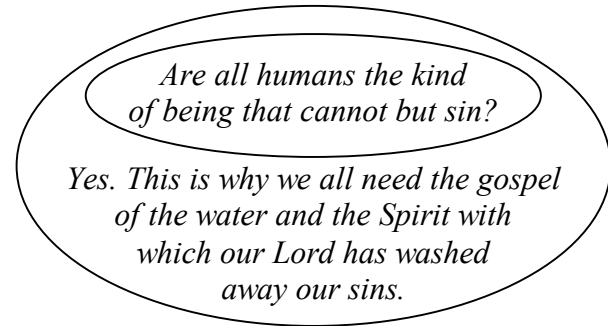 Are all humans the kind
of being that cannot but sin?
Yes. This is why we all need the gospel
of the water and the Spirit with
which our Lord has washed
away our sins.